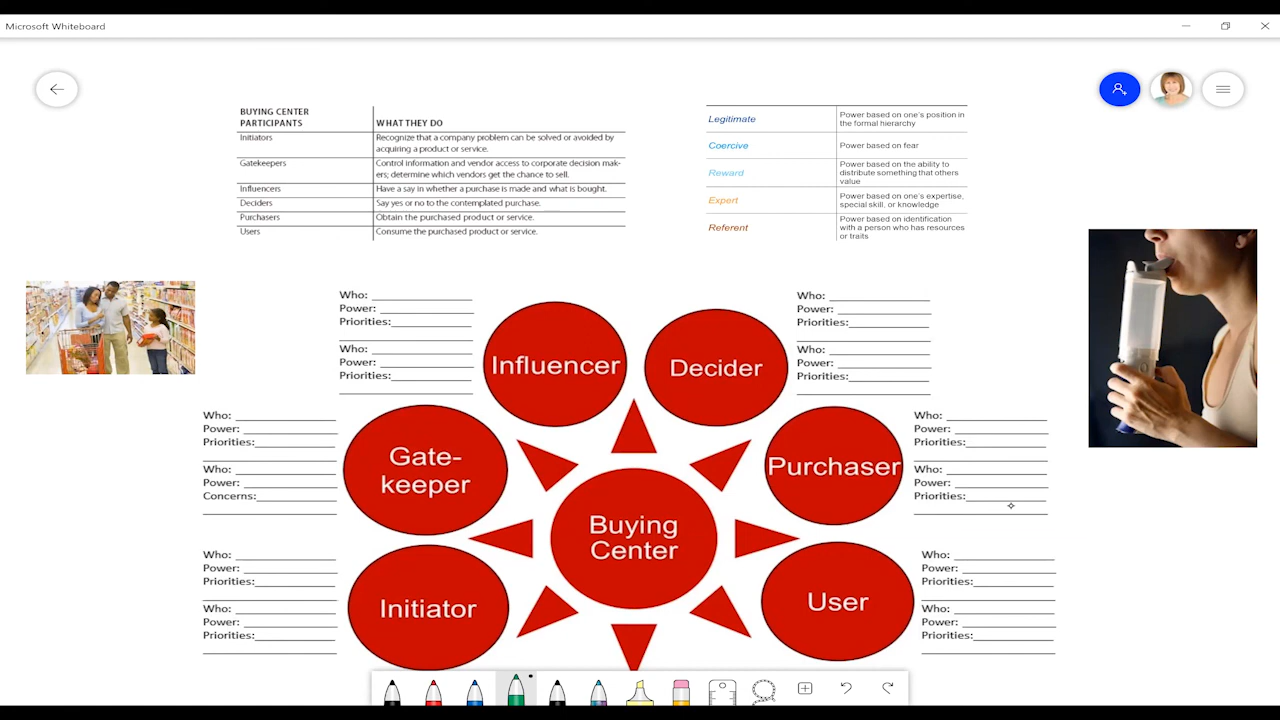 Microsoft Whiteboard
BUYING CENTER
PARTICIPANTS
WHAT THEY DO
Initiators
Recognize that a company problem can be solved or avoided by
acquiring a product or service.
Gatekeepers
Control information and vendor access to corporate decision mak-
ers; determine which vendors get the chance to sell.
Influencers
Have a say in whether a purchase is made and what is bought.
Deciders
Say yes or no to the contemplated purchase.
Purchasers
Obtain the purchased product or service.
Users
Consume the purchased product or service.
Legitimate
Power based on one's position in
the formal hierarchy
Coercive
Power based on fear
Reward
Power based on the ability to
distribute something that others
value
Expert
Power based on one's expertise,
special skill, or knowledge
Referent
Power based on identification
with a person who has resources
or traits
Who:
Power:
Priorities:
Who:
Power:
Priorities:
Influencer
Decider
Who:
Power:
Priorities:
Who:
Power:
Priorities:
Who:
Power:
Priorities:
Who:
Power:
Concerns:
Gate-
keeper
Purchaser
Who:
Power:
Priorities:
Who:
Power:
Priorities:
Buying
Center
Who:
Power:
Priorities:
Who:
Power:
Priorities:
Initiator
User
Who:
Power:
Priorities:
Who:
Power:
Priorities: